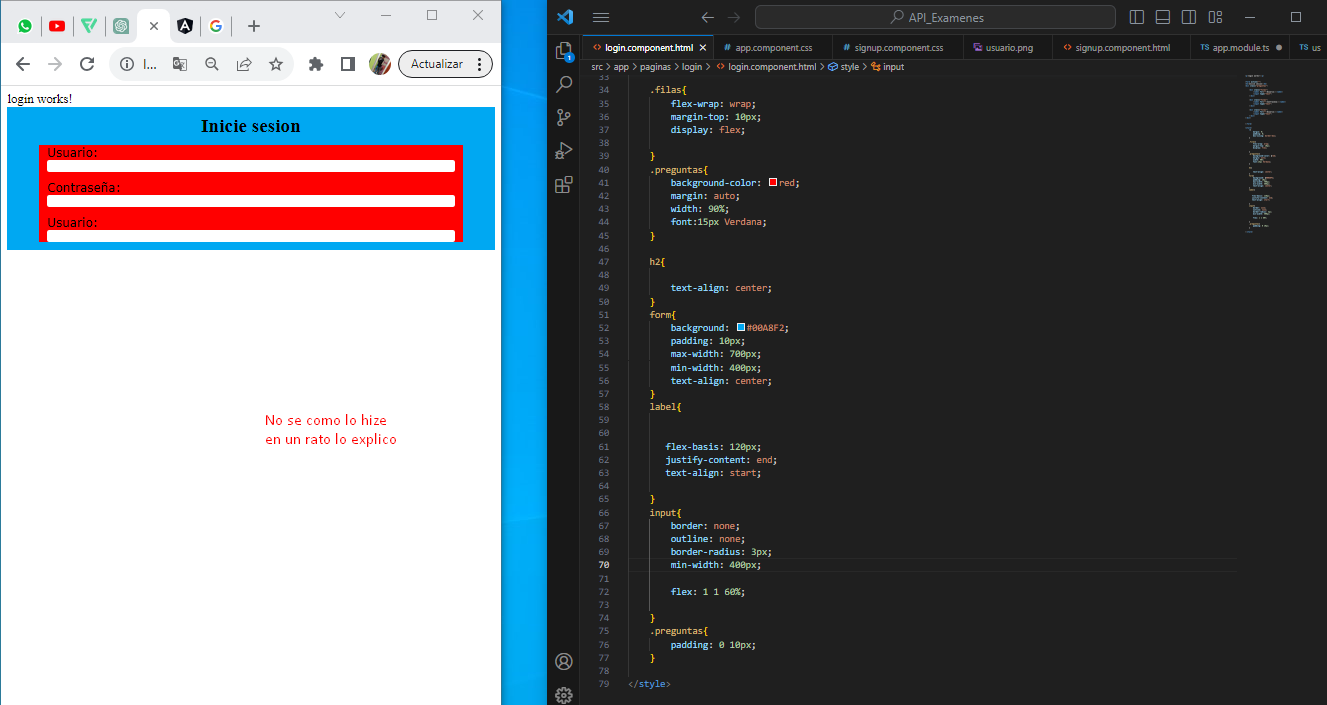 Actualizar
login works!
Inicie sesion
Usuario:
Contraseña:
Usuario:
No se como lo hize
en un rato lo explico
API_Examenes
1
login.component.html
app.component.css
signup.component.css
usuario.png
signup.component.html
TS app.module.ts
TS us
src > app > paginas > login > login.component.html > style > input
33
34 .filas{
35 flex-wrap: wrap;
36 margin-top: 10px;
37 display: flex;
38
39 }
40 .preguntas{
41 background-color: red;
42 margin: auto;
43 width: 90%;
44 font:15px Verdana;
45 }
46
47 h2{
48
49 text-align: center;
50 }
51 form{
52 background: #00A8F2;
53 padding: 10px;
54 max-width: 700px;
55 min-width: 400px;
56 text-align: center;
57 }
58 label{
59
60
61 flex-basis: 120px;
62 justify-content: end;
63 text-align: start;
64
65 }
66 input{
67 border: none;
68 outline: none;
69 border-radius: 3px;
70 min-width: 400px;
71
72 flex: 1 1 60%;
73
74 }
75 .preguntas{
76 padding: 0 10px;
77 }
78
79 </style>